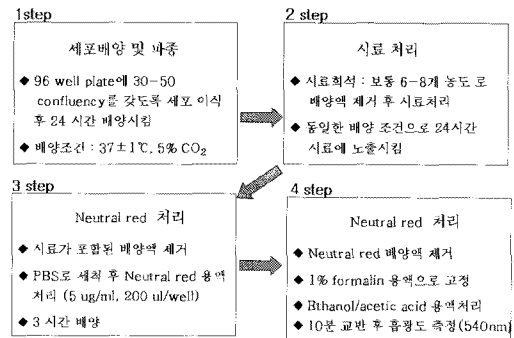 1step
세포배양 및 파종
◆ 96 well plate에 30-50
confluency를 갖도록 세포 이식
후 24 시간 배양시킴
◆ 배양조건 : 37±1℃, 5% CO2
2 step
시료 처리
◆ 시료희석 : 보통 6-8개 농도 로
배양액 제거 후 시료처리
◆ 동일한 배양 조건으로 24시간
시료에 노출시킴
3 step
Neutral red 처리
◆ 시료가 포함된 배양액 제거
◆ PBS로 세척 후 Neutral red 용액
처리 (5 ug/ml, 200 ul/well)
◆ 3 시간 배양
4 step
Neutral red 처리
◆ Neutral red 배양액 제거
◆ 1% formalin 용액으로 고정
◆ Ethanol/acetic acid 용액처리
◆ 10분 교반 후 흡광도 측정(540nm)